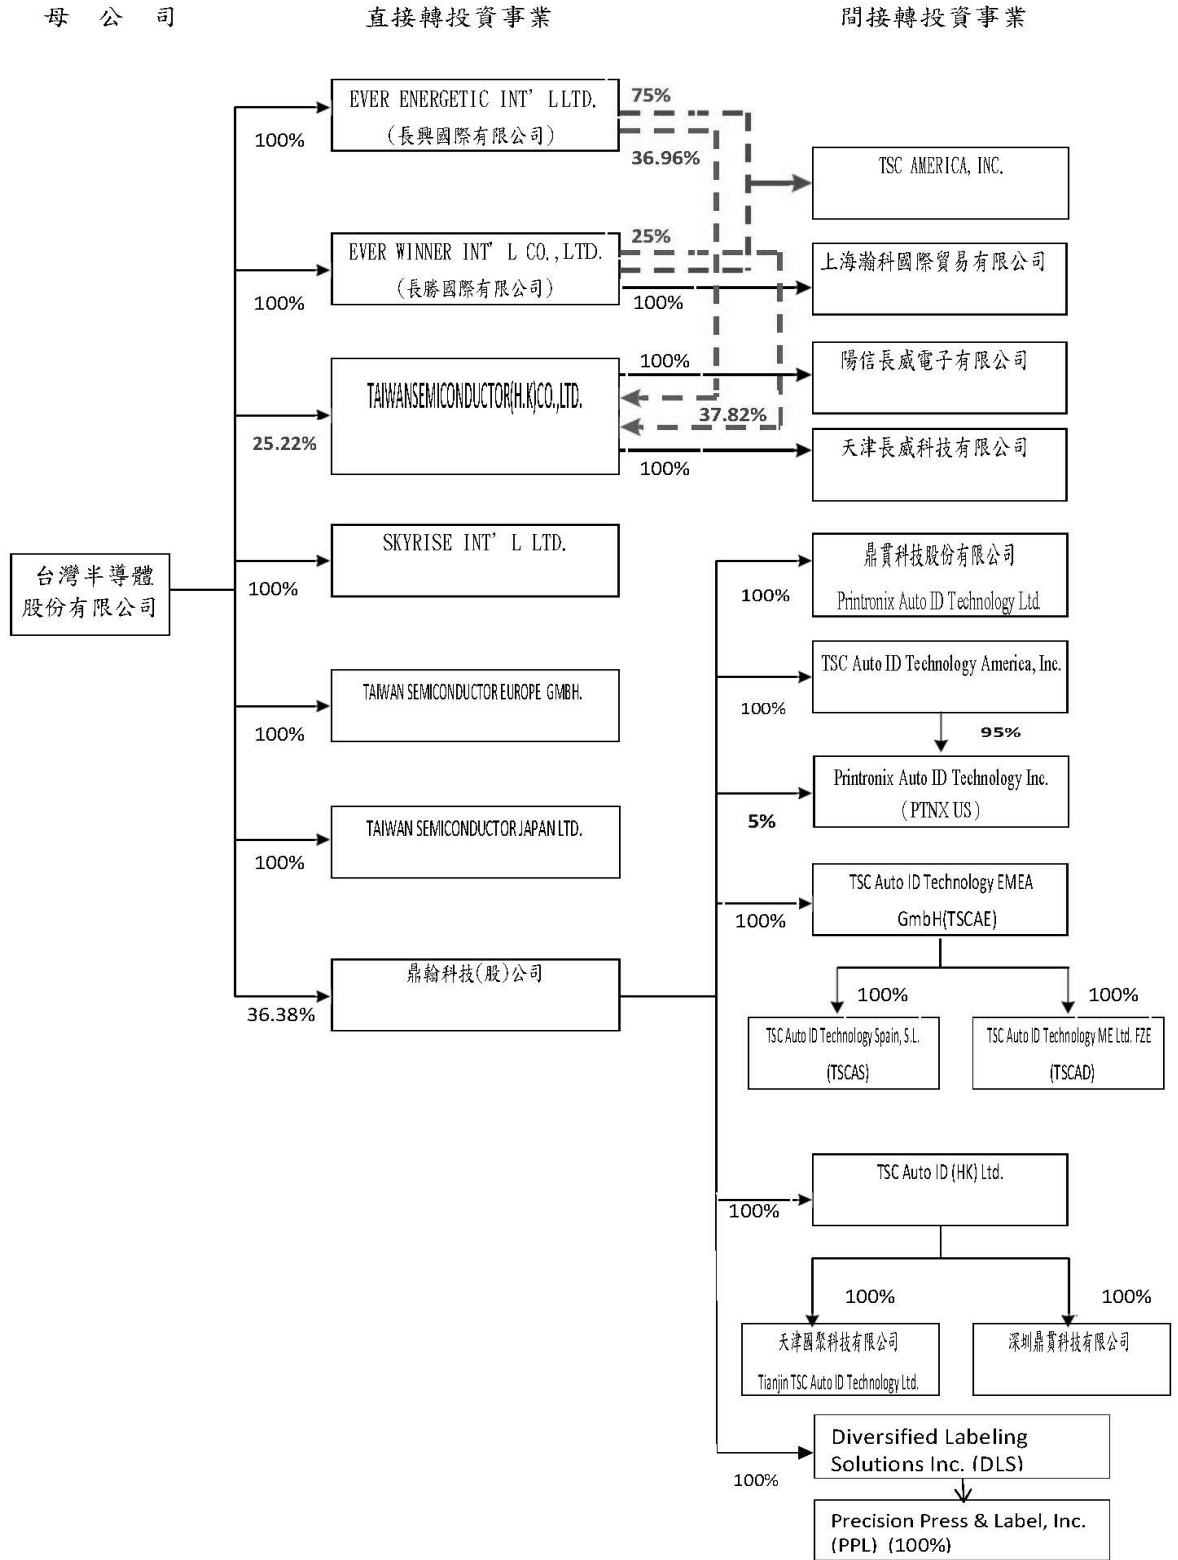 母 公 司
直接轉投資事業
間接轉投資事業
EVER ENERGETIC INT' L LTD.
(長興國際有限公司)
100%
75%
36.96%
TSC AMERICA, INC.
EVER WINNER INT' L CO.,LTD.
(長勝國際有限公司)
100%
25%
100%
上海瀚科國際貿易有限公司
TAIWANSEMICONDUCTOR(H.K)CO.,LTD.
25.22%
100%
37.82%
100%
陽信長威電子有限公司
天津長威科技有限公司
台灣半導體
股份有限公司
SKYRISE INT' L LTD.
100%
TAIWAN SEMICONDUCTOR EUROPE GMBH.
100%
TAIWAN SEMICONDUCTOR JAPAN LTD.
100%
鼎翰科技(股)公司
36.38%
鼎貫科技股份有限公司
Printronix Auto ID Technology Ltd.
100%
TSC Auto ID Technology America, Inc.
100%
95%
Printronix Auto ID Technology Inc.
(PTNX US)
5%
TSC Auto ID Technology EMEA
GmbH(TSCAE)
100%
100%
100%
TSC Auto ID Technology Spain, S.L.
(TSCAS)
TSC Auto ID Technology ME Ltd. FZE
(TSCAD)
TSC Auto ID (HK) Ltd.
100%
100%
100%
天津國聚科技有限公司
Tianjin TSC Auto ID Technology Ltd.
深圳鼎貫科技有限公司
Diversified Labeling
Solutions Inc. (DLS)
100%
Precision Press & Label, Inc.
(PPL) (100%)